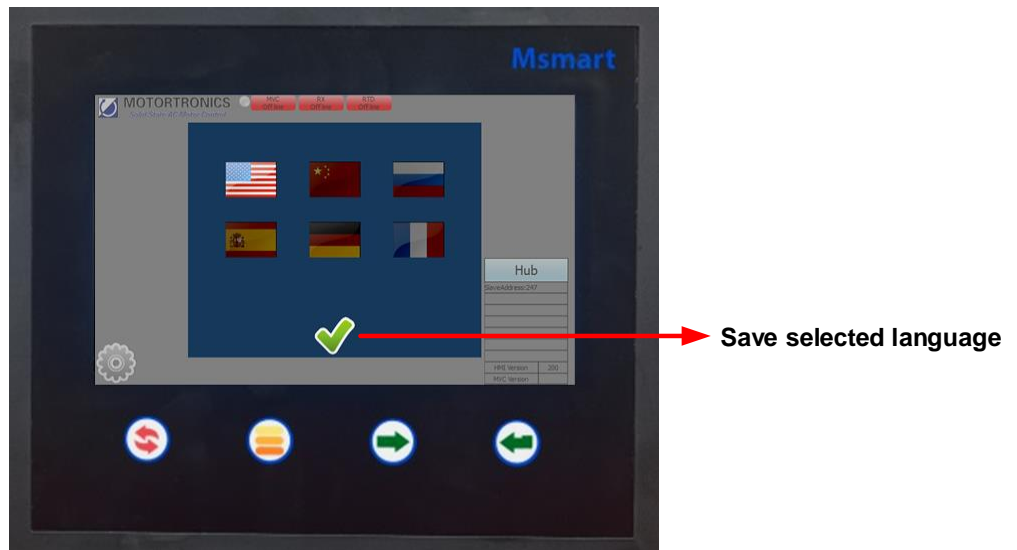 Msmart
MOTORTRONICS
Solid State AC Motor Control
MVC
Off line
RX
Off line
RTD
Off line
Hub
SlaveAddress:247
Save selected language
HMI Version 200
MVC Version